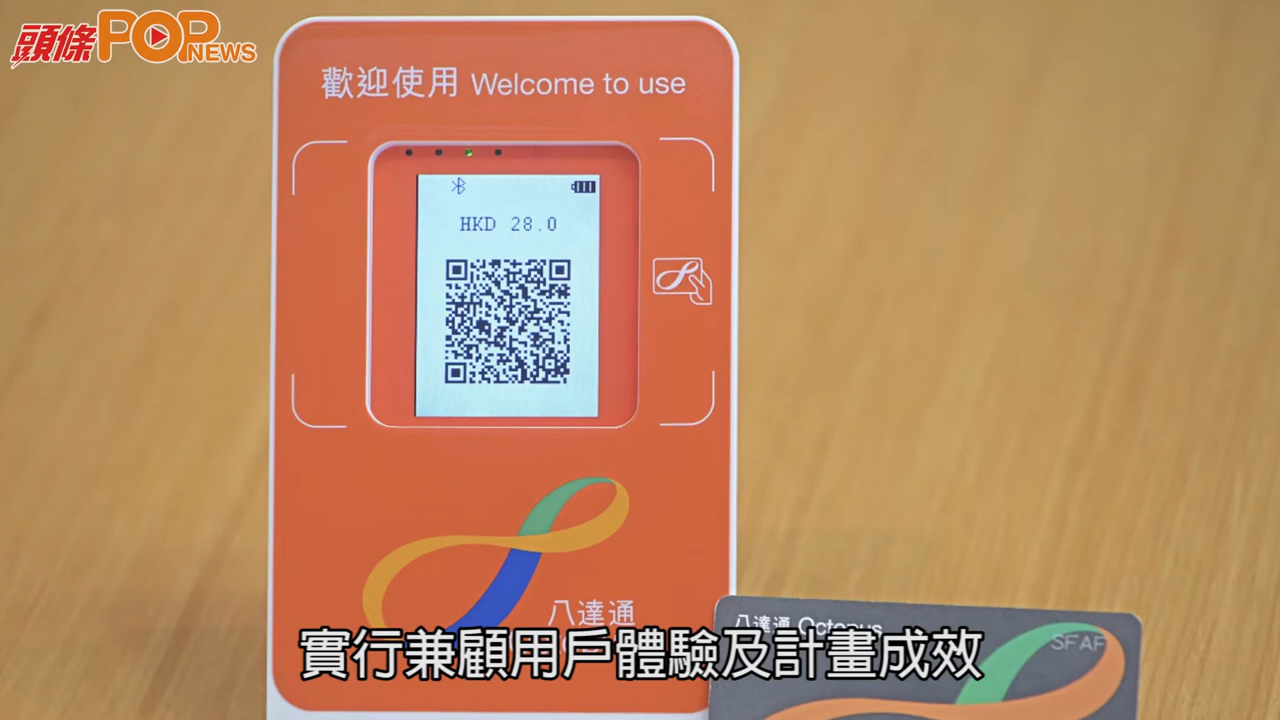 頭條POPNEWS
歡迎使用 Welcome to use
HKD 28.0
八達通
八達通 Octopus
SFAF
實行兼顧用戶體驗及計畫成效